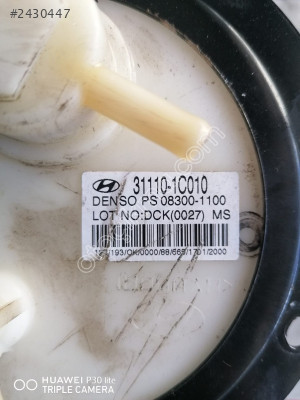 #2430447
31110-1C010
DENSO PS 08300-1100
LOT NO:DCK(0027) MS
HUAWEI P30 lite
TRIPLE CAMERA